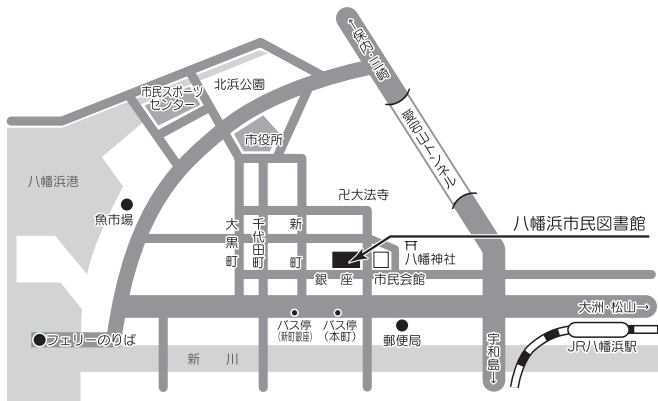 ←保内・三崎
北浜公園
市民スポーツ
センター
愛宕山トンネル
市役所
八幡浜港
卍大法寺
魚市場
大黒町
千代田町
新町
八幡浜市民図書館
八幡神社
銀座
市民会館
大洲・松山→
バス停
(新町銀座)
バス停
(本町)
郵便局
フェリーのりば
宇和島→
JR八幡浜駅
新川